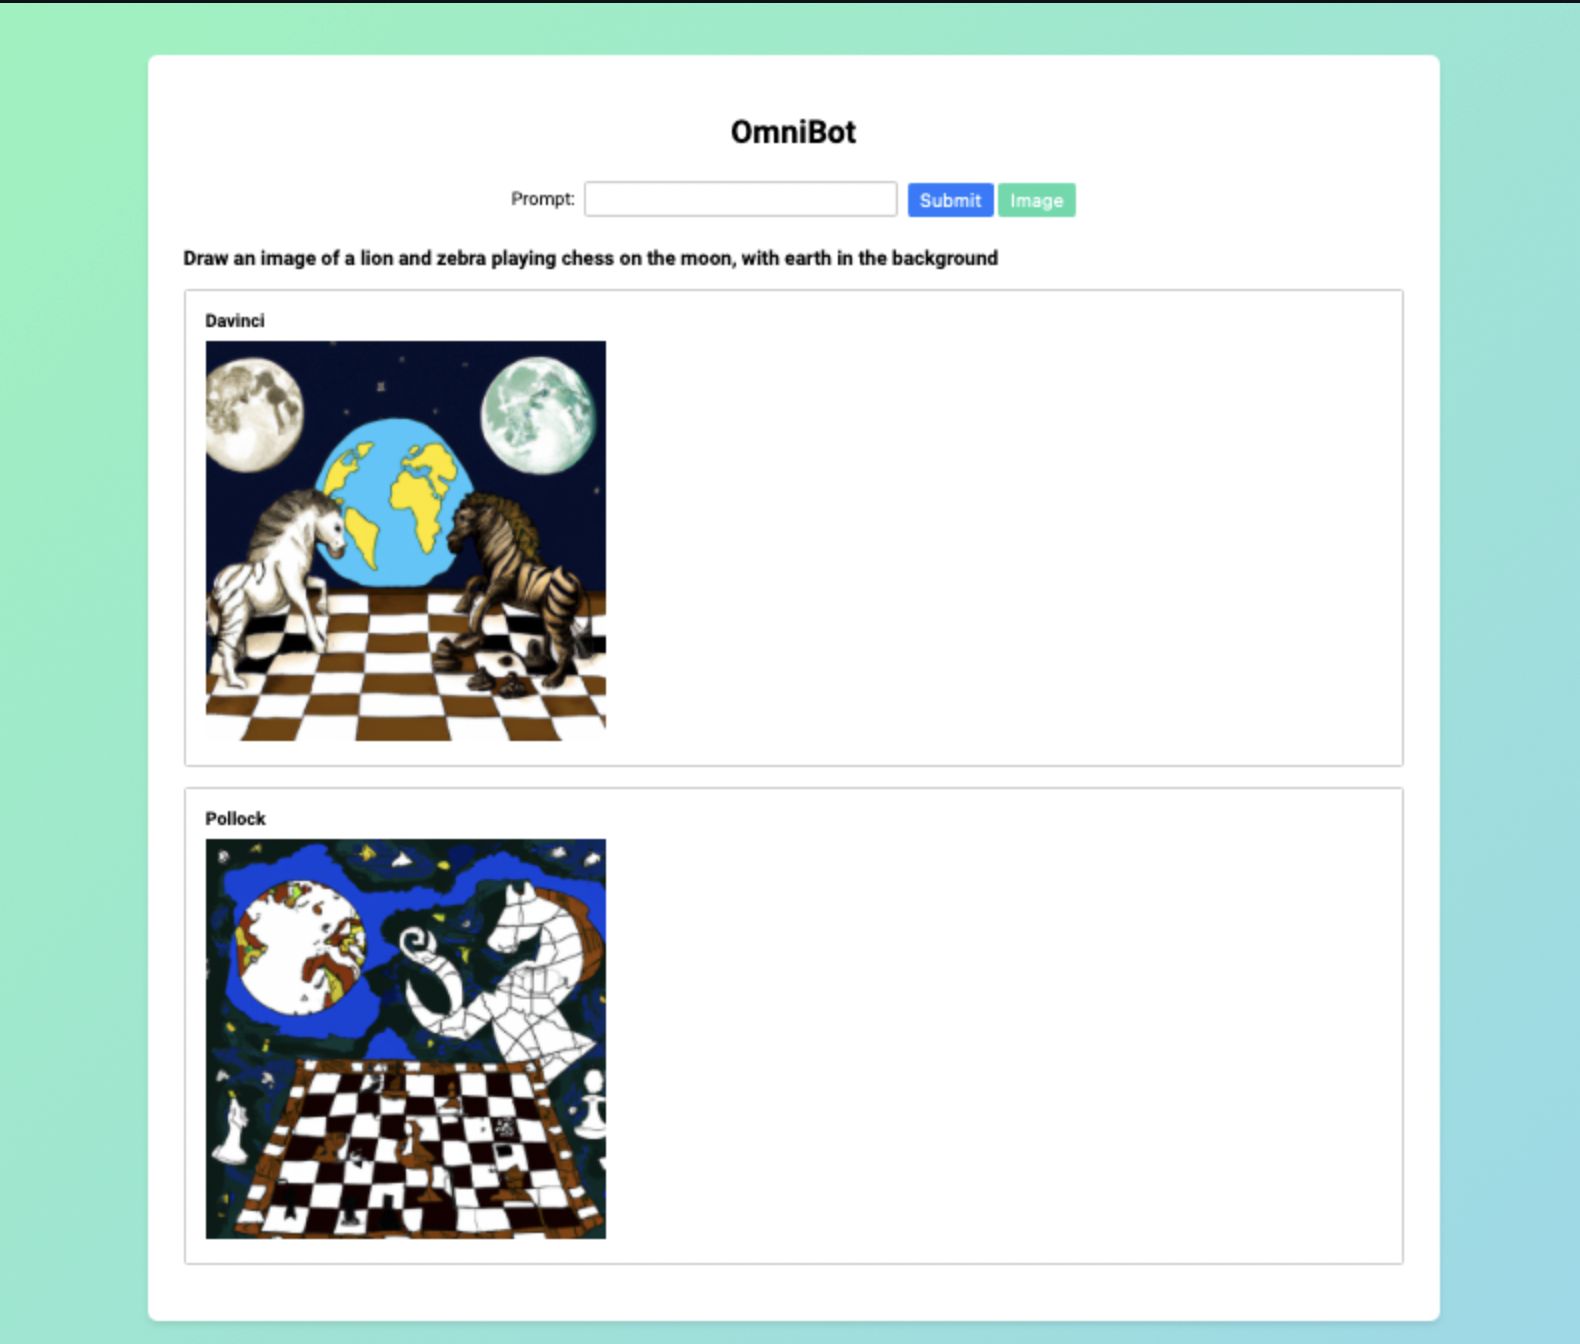 OmniBot
Prompt: Submit Image
Draw an image of a lion and zebra playing chess on the moon, with earth in the background
Davinci
Pollock